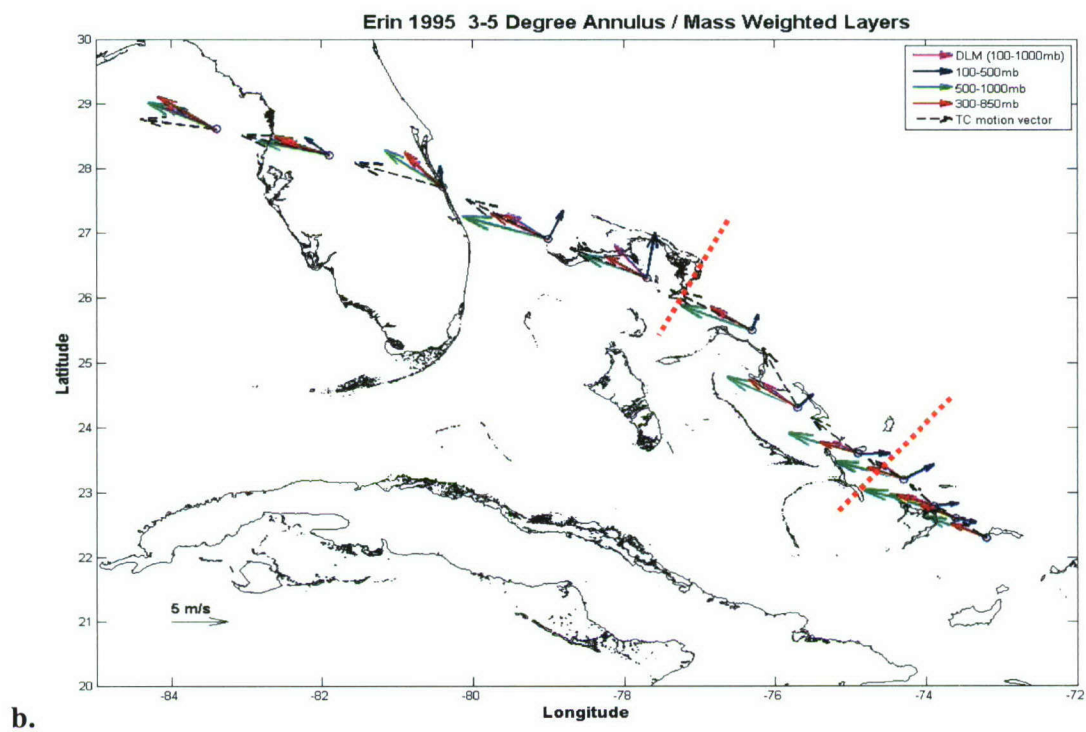 Erin 1995 3-5 Degree Annulus / Mass Weighted Layers
DLM (100-1000mb)
100-500mb
500-1000mb
300-850mb
TC motion vector
30
29
28
27
26
25
24
23
22
21
20
Latitude
5 m/s
-84
-82
-80
-78
-76
-74
-72
Longitude
b.